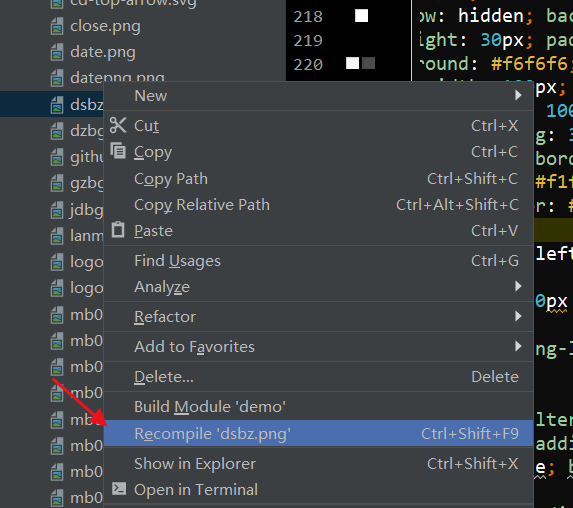 cd-top-arrow.svg
close.png
date.png
datepng.png
dsbz
dzbg
githu
gzbg
jdbg
lanm
logo
logo
mb0
mb0
mb0
mb0
mb0
mb0
mb0
mb0
218
219
220
ow: hidden; bac
ight: 30px; pad
round: #f6f6f6;
px;
100
g: 3
bord
#f1f
r: #
left
0px
ng-l
lter
addi
e; b
New
Cut Ctrl+X
Copy Ctrl+C
Copy Path Ctrl+Shift+C
Copy Relative Path Ctrl+Alt+Shift+C
Paste Ctrl+V
Find Usages Ctrl+G
Analyze
Refactor
Add to Favorites
Delete... Delete
Build Module 'demo'
Recompile 'dsbz.png' Ctrl+Shift+F9
Show in Explorer Ctrl+Shift+X
Open in Terminal